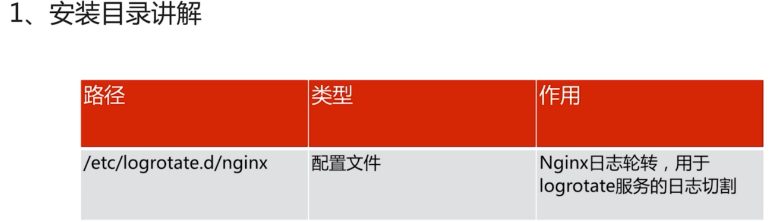 1、安装目录讲解
路径
类型
作用
/etc/logrotate.d/nginx
配置文件
Nginx日志轮转，用于
logrotate服务的日志切割